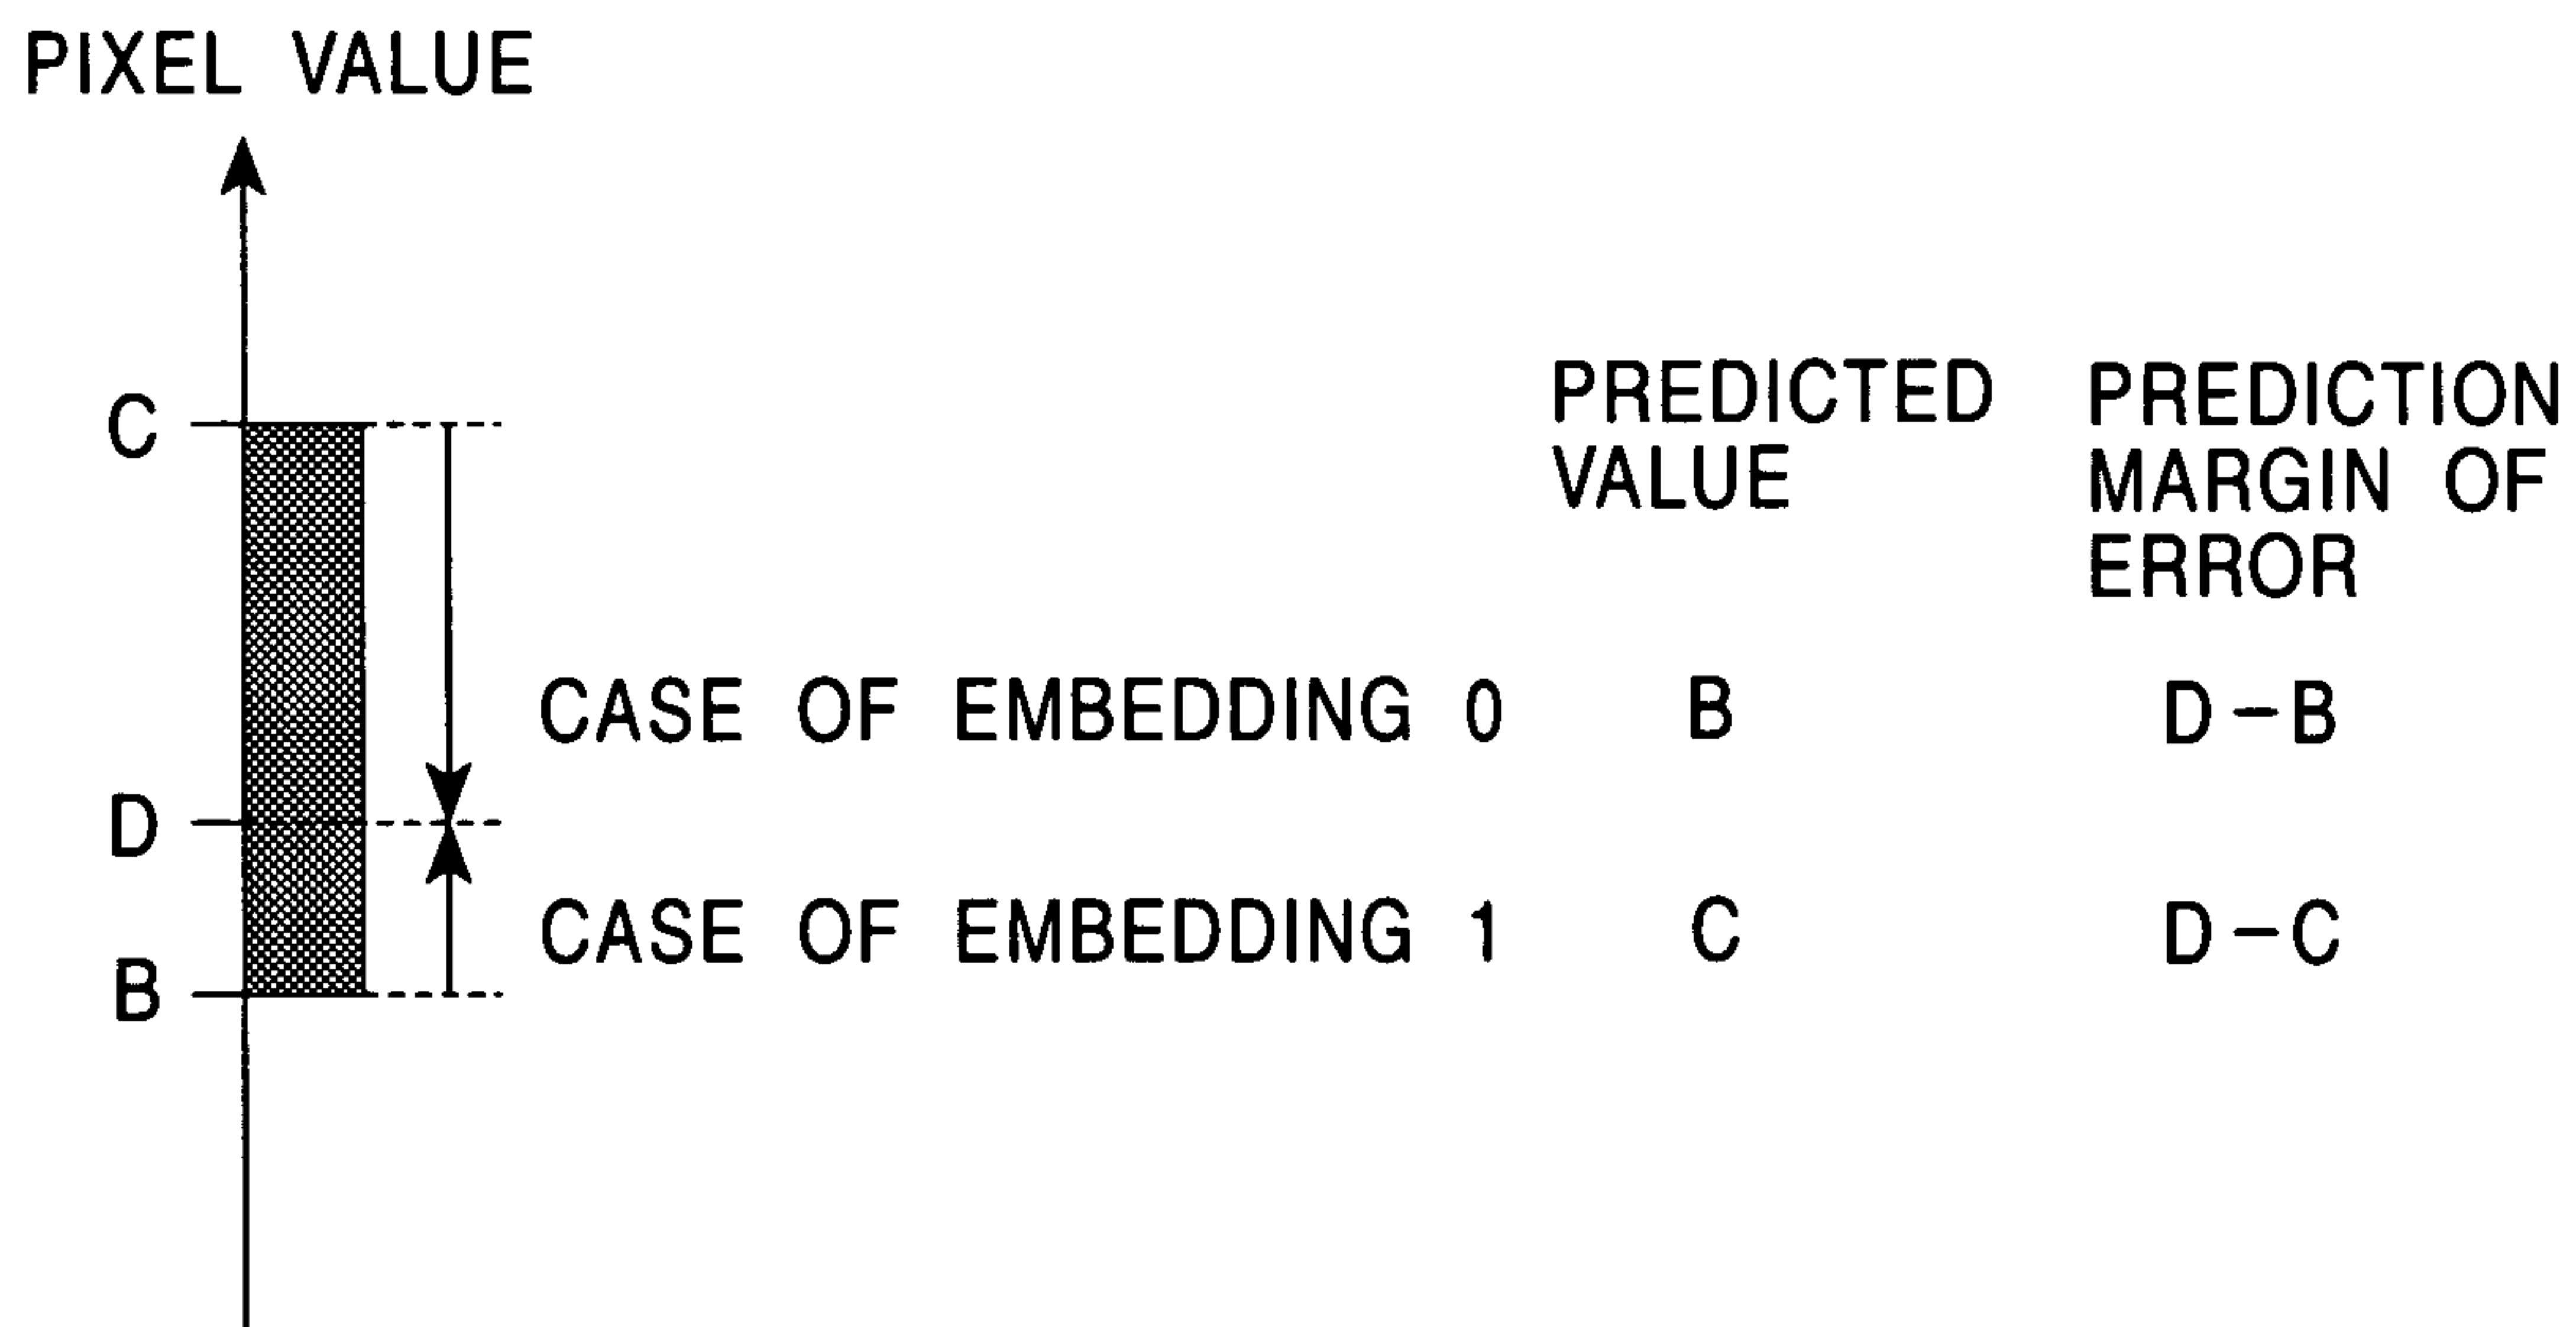 PIXEL VALUE
C
PREDICTED VALUE
PREDICTION MARGIN OF ERROR
CASE OF EMBEDDING 0 B D-B
D
CASE OF EMBEDDING 1 C D-C
B